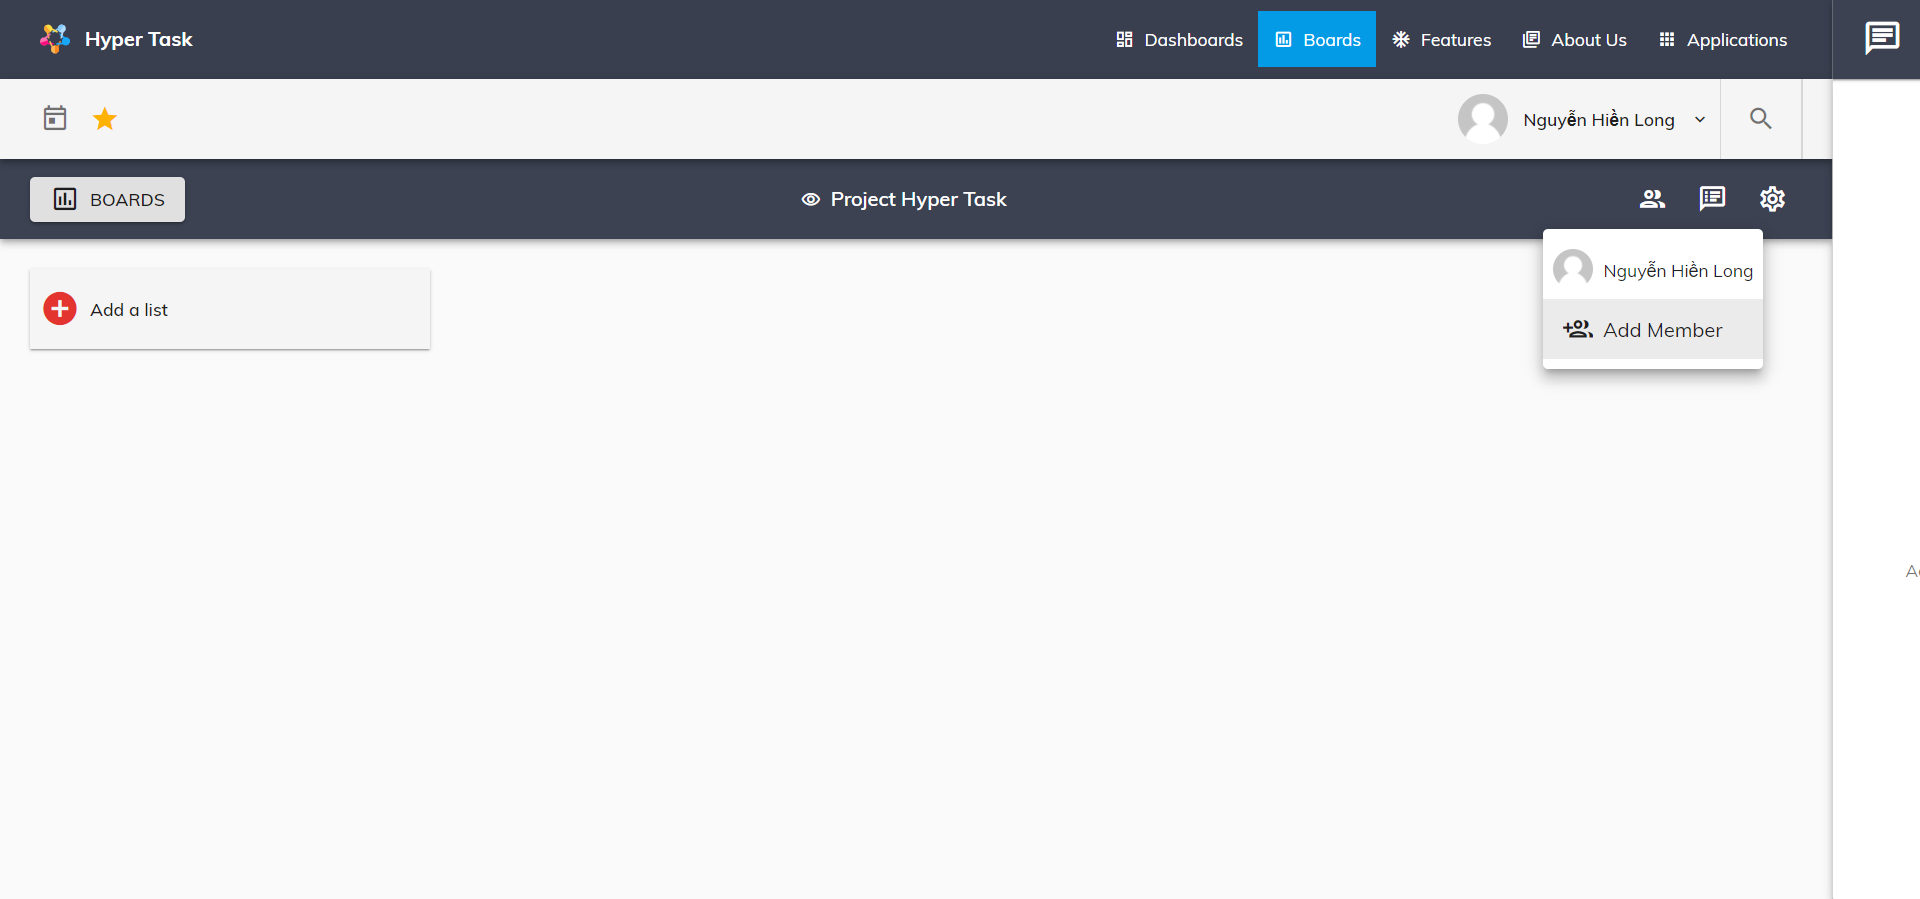 Hyper Task
Dashboards
Boards
Features
About Us
Applications
Nguyễn Hiền Long
BOARDS
Project Hyper Task
Nguyễn Hiền Long
Add a list
Add Member